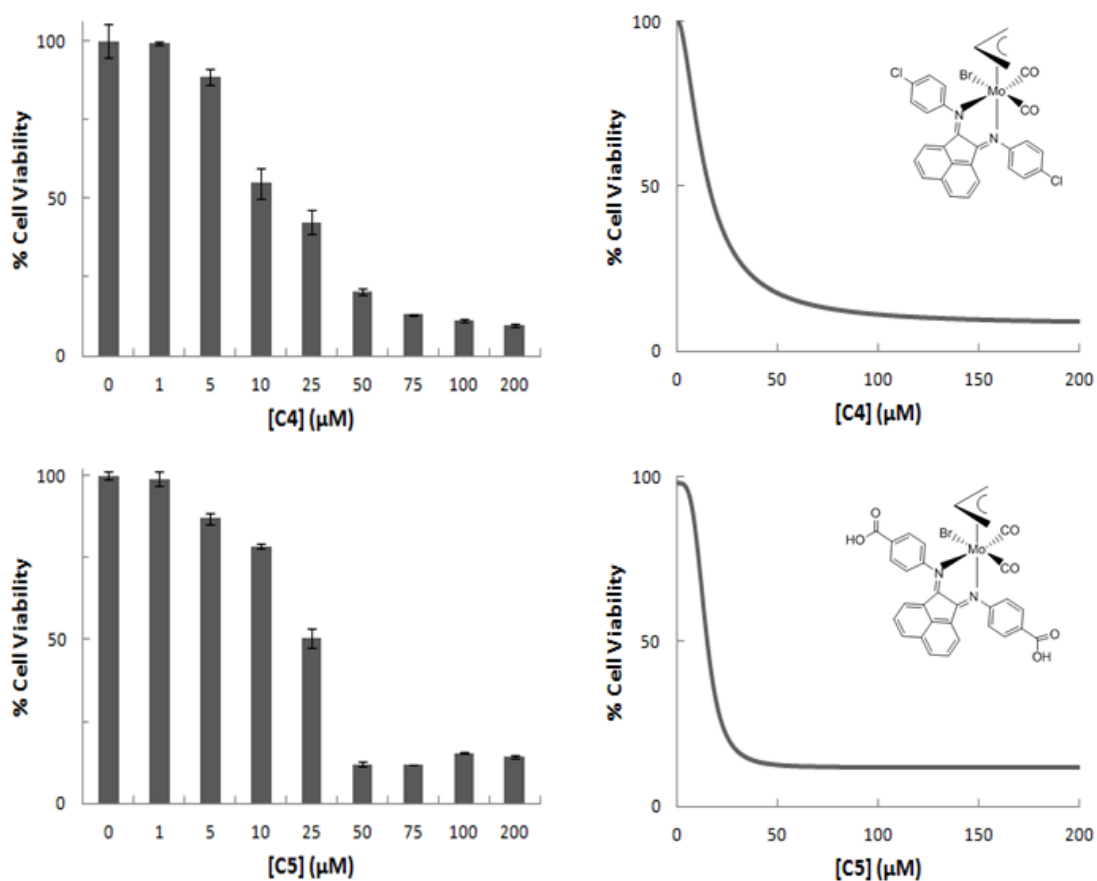 % Cell Viability
100
50
0
0 1 5 10 25 50 75 100 200
[C4] (μM)
% Cell Viability
100
50
0
0 50 100 150 200
[C4] (μM)
Cl
Br
Mo
CO
CO
N
N
Cl
% Cell Viability
100
50
0
0 1 5 10 25 50 75 100 200
[C5] (μM)
% Cell Viability
100
50
0
0 50 100 150 200
[C5] (μM)
O
HO
Br
Mo
CO
CO
N
N
O
OH